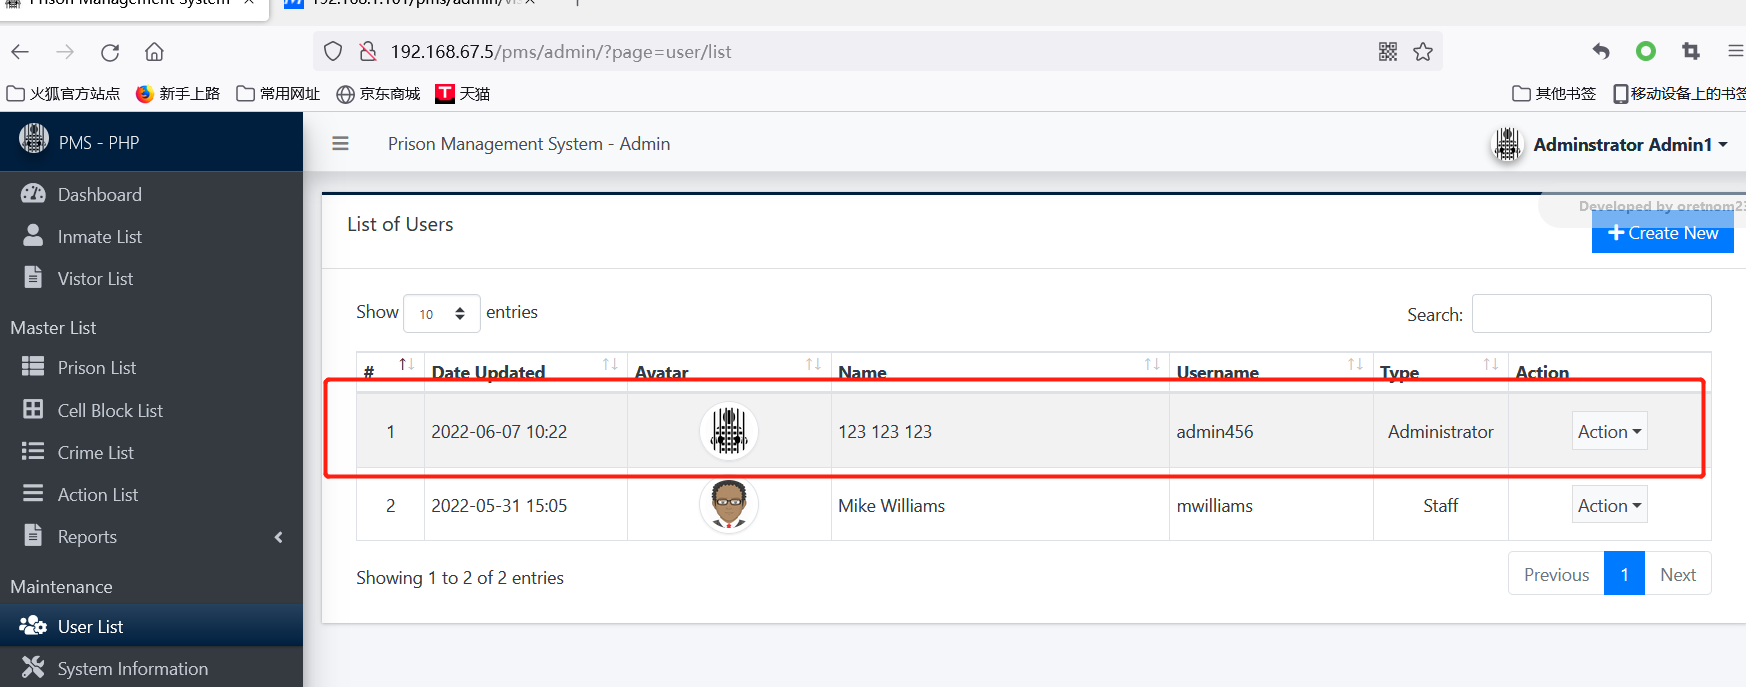 Prison Management System
192.168.1.101/pms/admin/
192.168.67.5/pms/admin/?page=user/list
火狐官方站点 新手上路 常用网址 京东商城 天猫 其他书签 移动设备上的书签
PMS - PHP
Prison Management System - Admin
Adminstrator Admin1
Dashboard
Inmate List
Vistor List
Master List
Prison List
Cell Block List
Crime List
Action List
Reports
Maintenance
User List
System Information
List of Users
Developed by oretnom23
Create New
Show 10 entries
Search:
# Date Updated Avatar Name Username Type Action
1 2022-06-07 10:22 123 123 123 admin456 Administrator Action
2 2022-05-31 15:05 Mike Williams mwilliams Staff Action
Showing 1 to 2 of 2 entries
Previous 1 Next